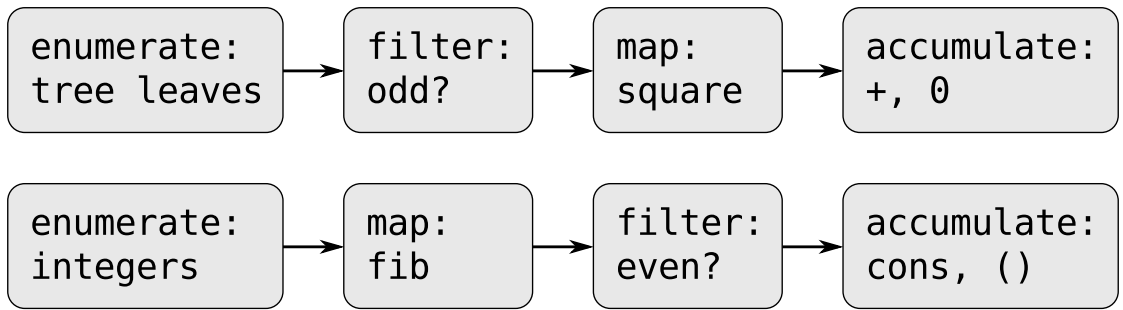 enumerate:
tree leaves
filter:
odd?
map:
square
accumulate:
+, 0
enumerate:
integers
map:
fib
filter:
even?
accumulate:
cons, ()